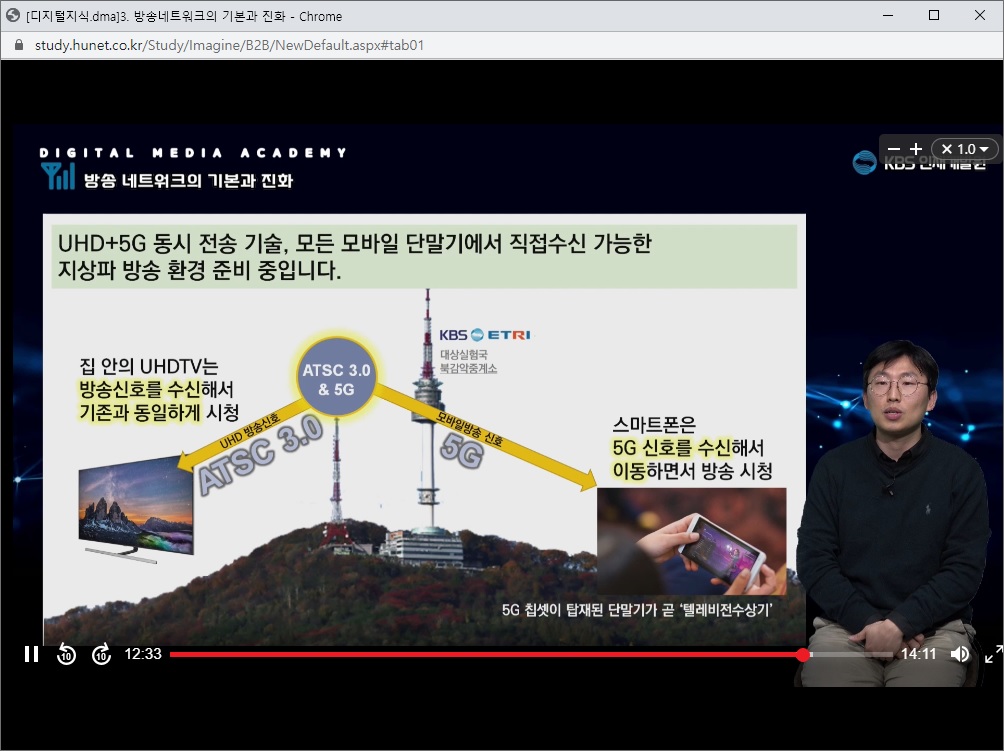 [디지털지식.dma]3. 방송네트워크의 기본과 진화 - Chrome
study.hunet.co.kr/Study/Imagine/B2B/NewDefault.aspx#tab01
DIGITAL MEDIA ACADEMY
방송 네트워크의 기본과 진화
× 1.0
KBS
UHD+5G 동시 전송 기술, 모든 모바일 단말기에서 직접수신 가능한
지상파 방송 환경 준비 중입니다.
KBS ETRI
대상실험국
북감악중계소
집 안의 UHDTV는
방송신호를 수신해서
기존과 동일하게 시청
ATSC 3.0
& 5G
UHD 방송신호
ATSC 3.0
모바일방송 신호
5G
스마트폰은
5G 신호를 수신해서
이동하면서 방송 시청
5G 칩셋이 탑재된 단말기가 곧 ‘텔레비전수상기’
10
10
12:33
14:11